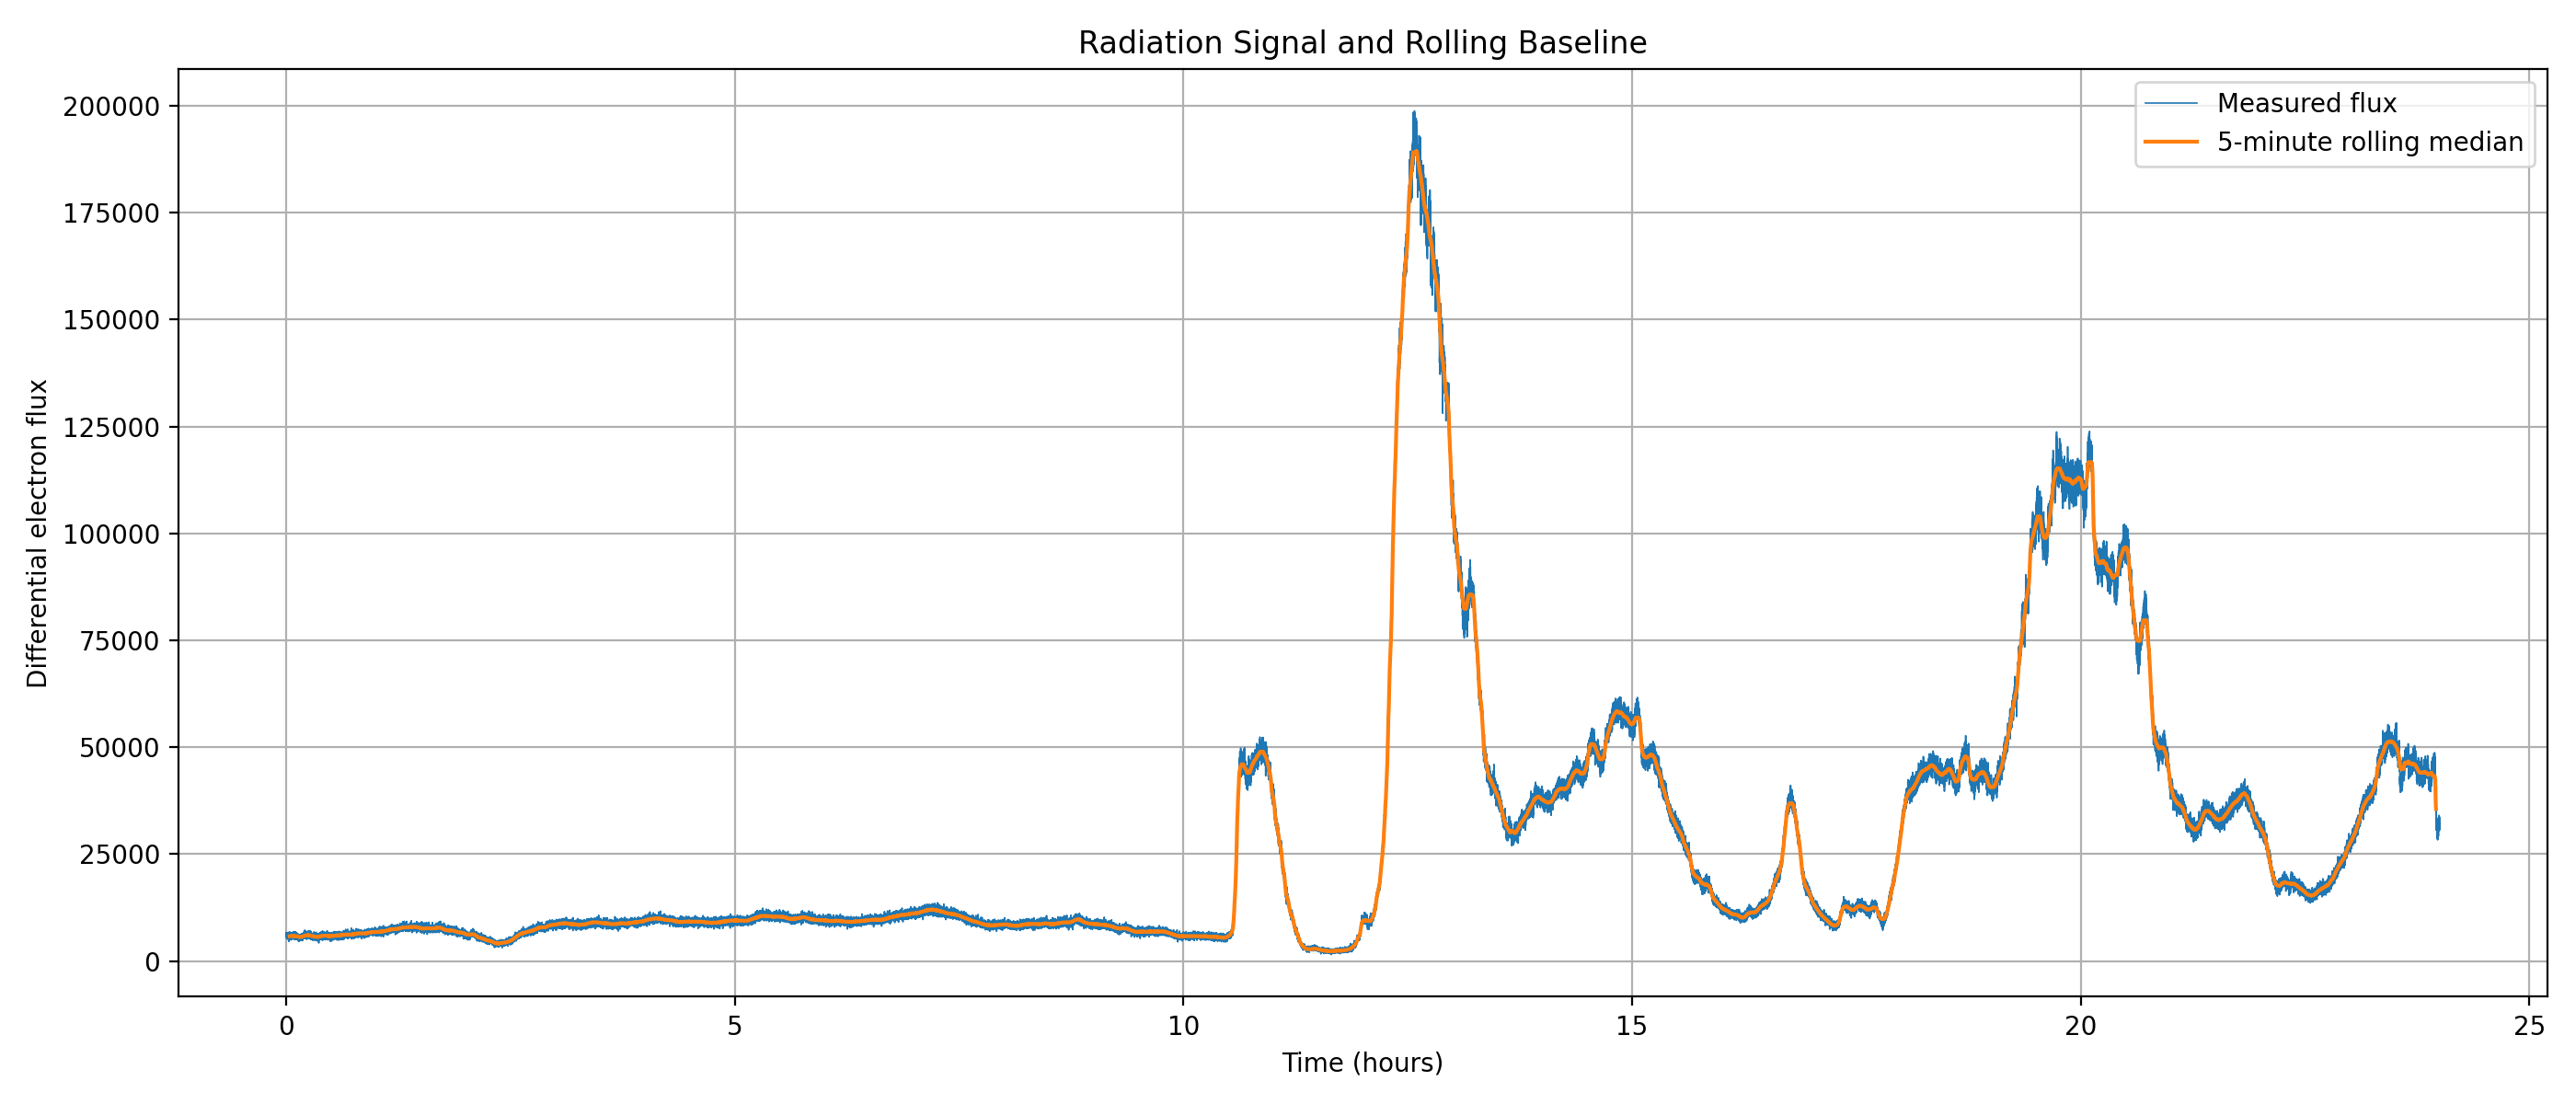 Radiation Signal and Rolling Baseline
Measured flux
5-minute rolling median
Differential electron flux
200000
175000
150000
125000
100000
75000
50000
25000
0
0 5 10 15 20 25
Time (hours)